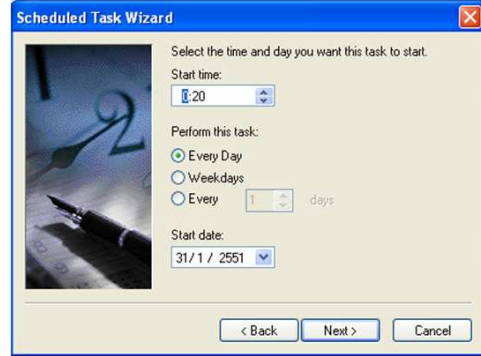 Scheduled Task Wizard
Select the time and day you want this task to start.
Start time:
0:20
Perform this task:
Every Day
Weekdays
Every 1 days
Start date:
31/ 1 / 2551
< Back Next > Cancel